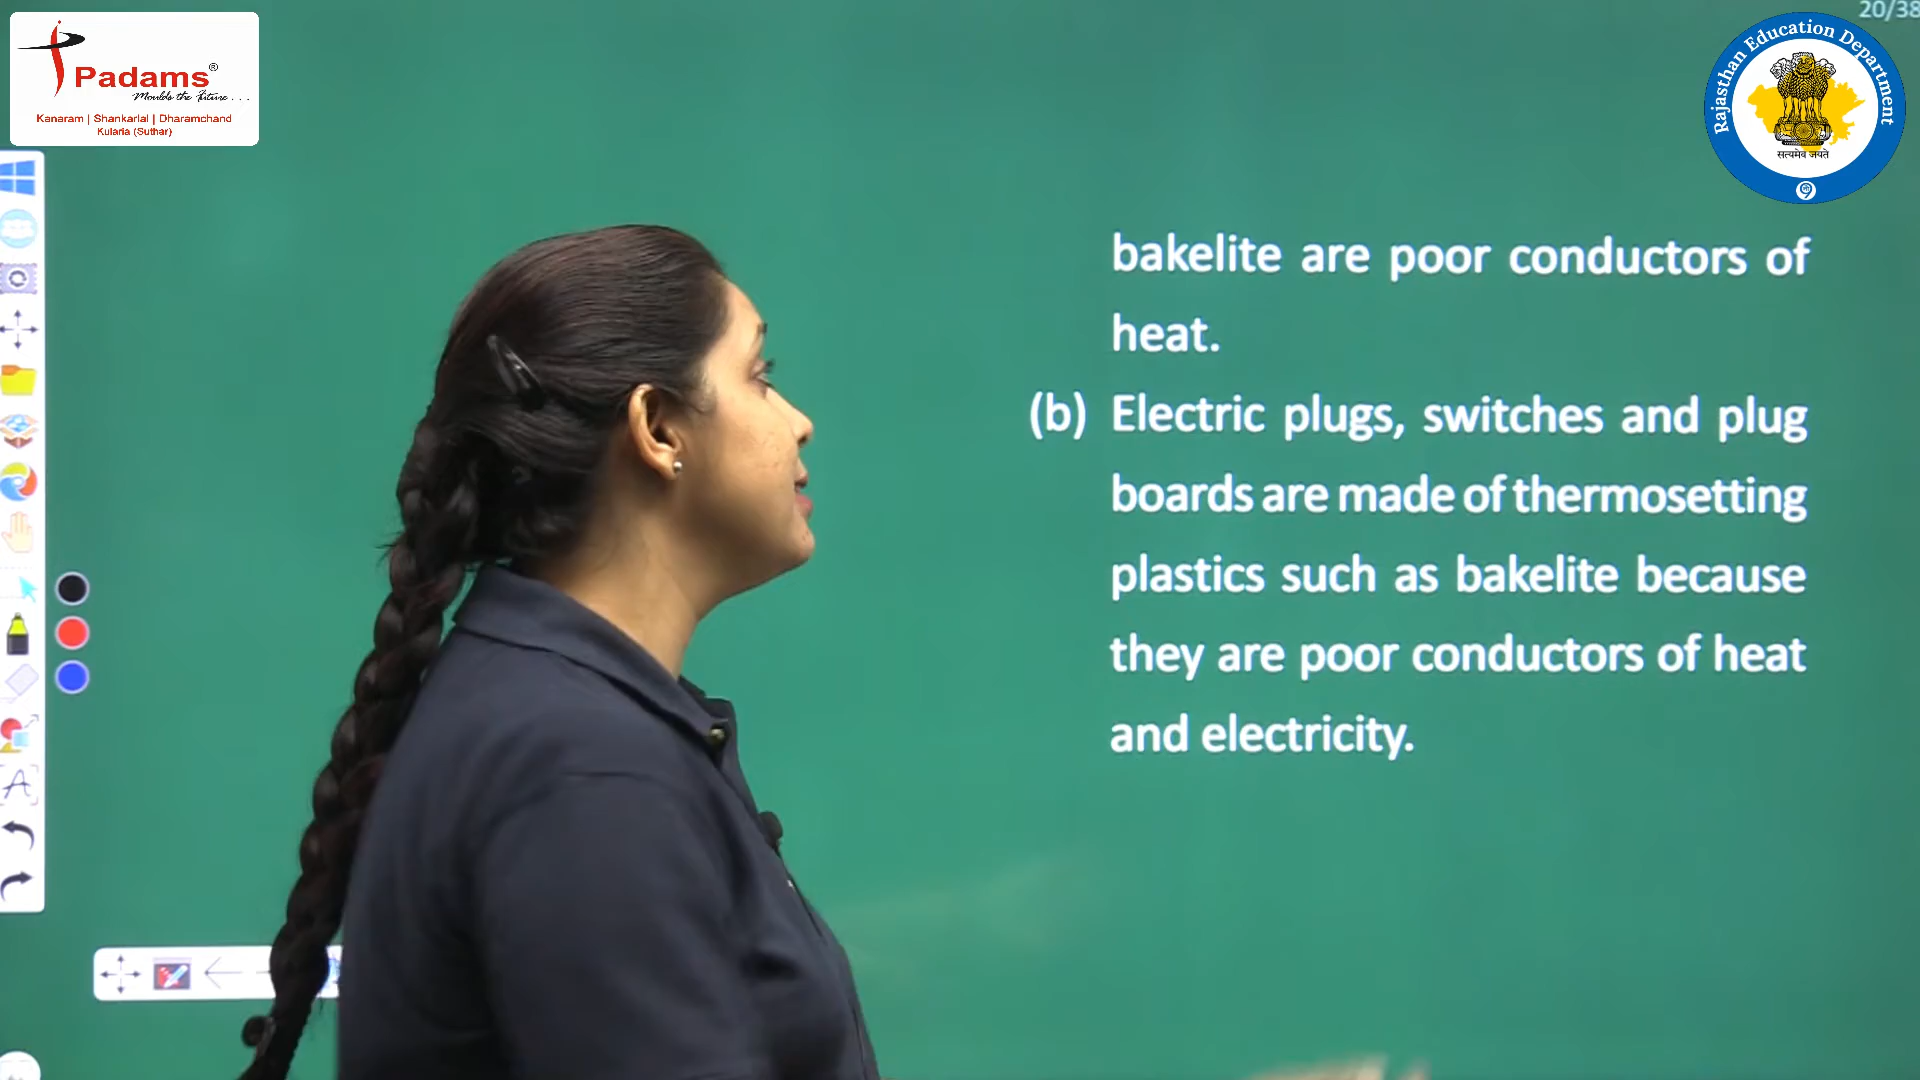 20/38
Padams®
Moulds the Future . . .
Kanaram | Shankarlal | Dharamchand
Kularia (Suthar)
Rajasthan Education Department
सत्यमेव जयते
bakelite are poor conductors of
heat.
(b) Electric plugs, switches and plug
boards are made of thermosetting
plastics such as bakelite because
they are poor conductors of heat
and electricity.
A